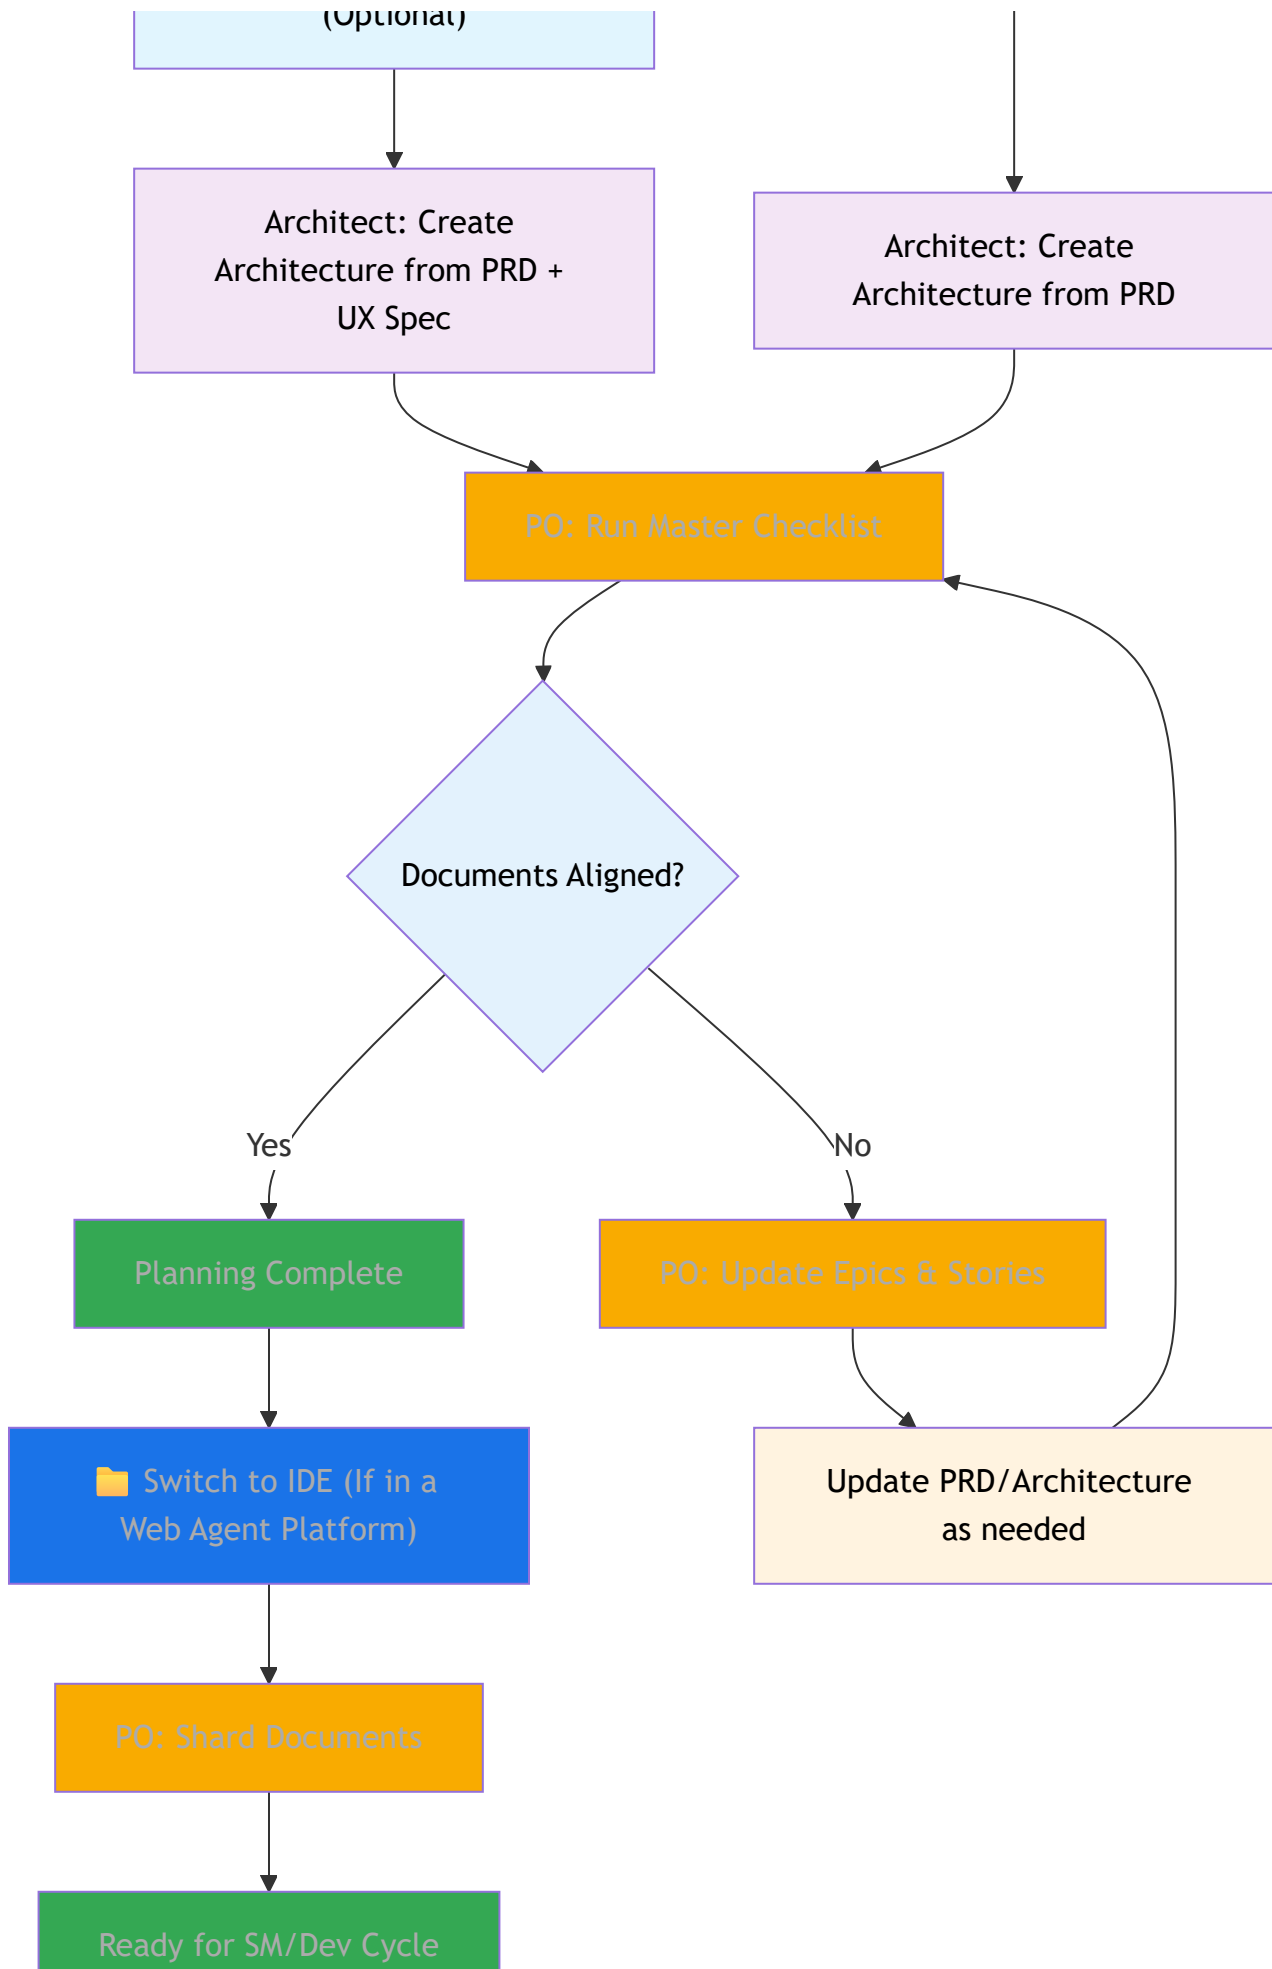 (Optional)
Architect: Create
Architecture from PRD +
UX Spec
Architect: Create
Architecture from PRD
PO: Run Master Checklist
Documents Aligned?
Yes
No
Planning Complete
PO: Update Epics & Stories
📁 Switch to IDE (If in a
Web Agent Platform)
Update PRD/Architecture
as needed
PO: Shard Documents
Ready for SM/Dev Cycle